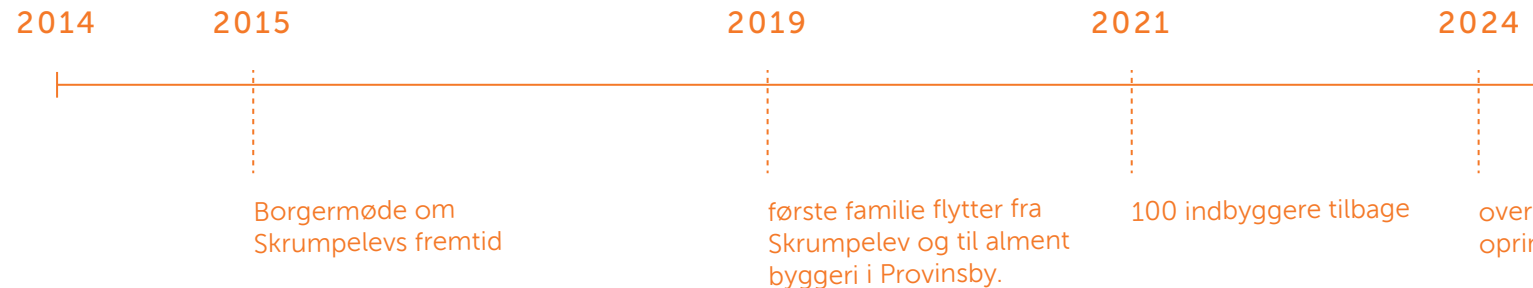 2014 2015 2019 2021 2024
Borgermøde om
Skrumpelevs fremtid
første familie flytter fra
Skrumpelev og til alment
byggeri i Provinsby.
100 indbyggere tilbage
over